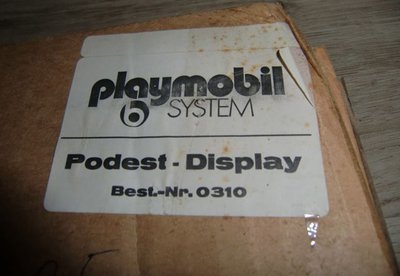 playmobil
SYSTEM
Podest - Display
Best.-Nr. 0310